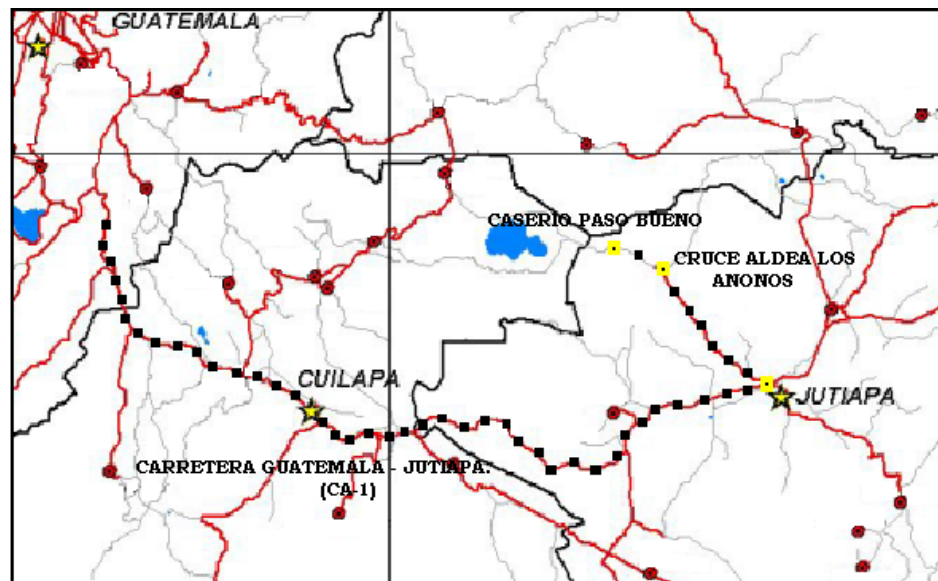 GUATEMALA
CASERIO PASO BUENO
CRUCE ALDEA LOS
ANONOS
CUILAPA
JUTIAPA
CARRETERA GUATEMALA - JUTIAPA.
(CA-1)